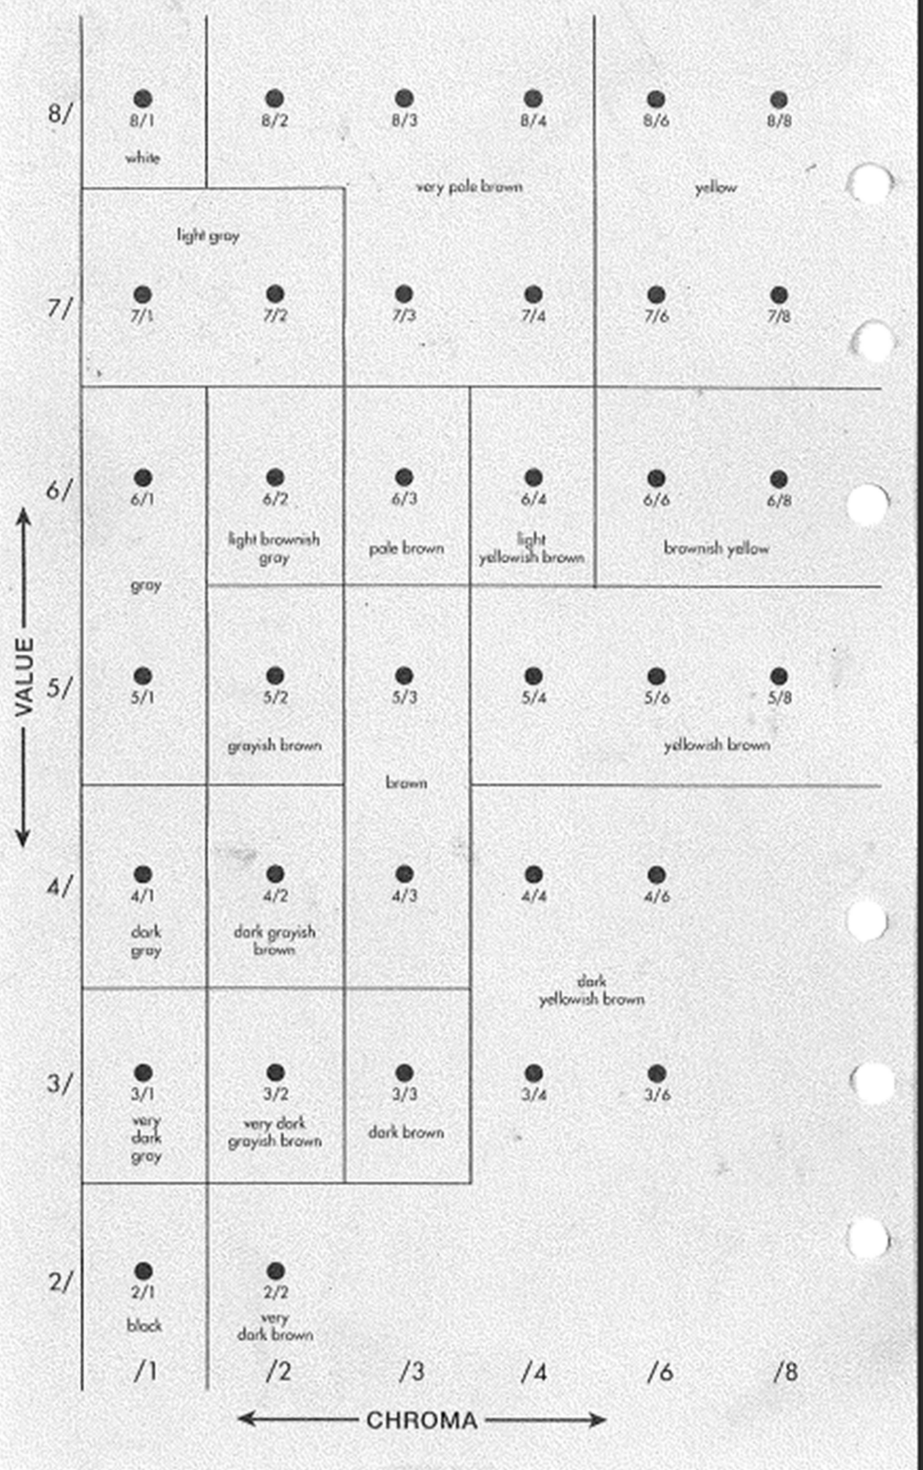 8/
8/1 8/2 8/3 8/4 8/6 8/8
white
very pale brown
yellow
light gray
7/
7/1 7/2 7/3 7/4 7/6 7/8
6/
6/1 6/2 6/3 6/4 6/6 6/8
light brownish
gray
pale brown
light
yellowish brown
brownish yellow
gray
VALUE
5/
5/1 5/2 5/3 5/4 5/6 5/8
grayish brown
yellowish brown
brown
4/
4/1 4/2 4/3 4/4 4/6
dark
gray
dark grayish
brown
dark
yellowish brown
3/
3/1 3/2 3/3 3/4 3/6
very
dark
gray
very dark
grayish brown
dark brown
2/
2/1 2/2
black
very
dark brown
/1 /2 /3 /4 /6 /8
CHROMA